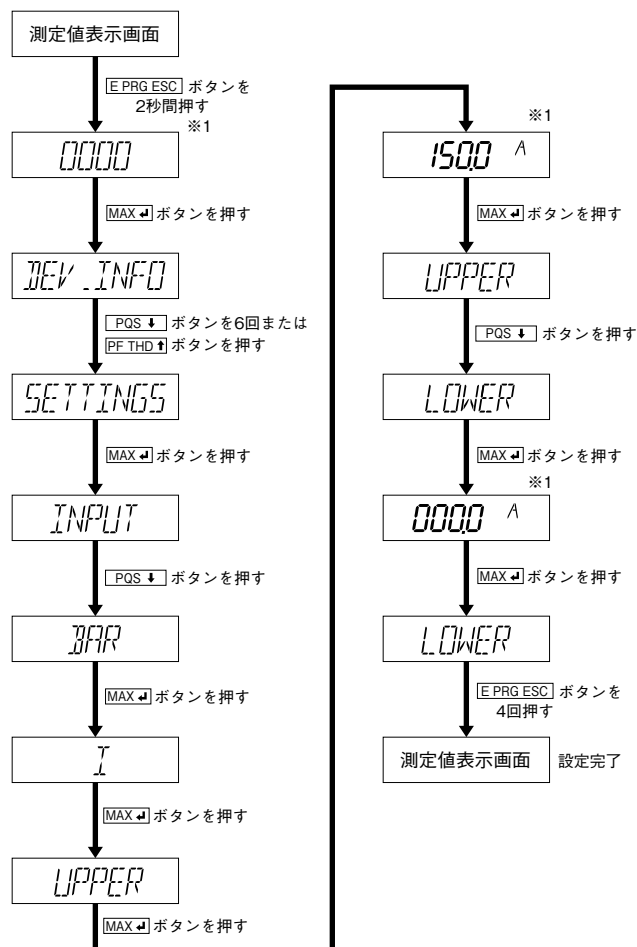 測定値表示画面
E PRG ESC ボタンを
2秒間押す
※1
0000
MAX ↵ ボタンを押す
DEV.INFO
PQS ⬇ ボタンを6回または
PF THD ⬆ ボタンを押す
SETTINGS
MAX ↵ ボタンを押す
INPUT
PQS ⬇ ボタンを押す
BAR
MAX ↵ ボタンを押す
I
MAX ↵ ボタンを押す
UPPER
MAX ↵ ボタンを押す
※1
150.0 A
MAX ↵ ボタンを押す
UPPER
PQS ⬇ ボタンを押す
LOWER
MAX ↵ ボタンを押す
※1
000.0 A
MAX ↵ ボタンを押す
LOWER
E PRG ESC ボタンを
4回押す
測定値表示画面 設定完了